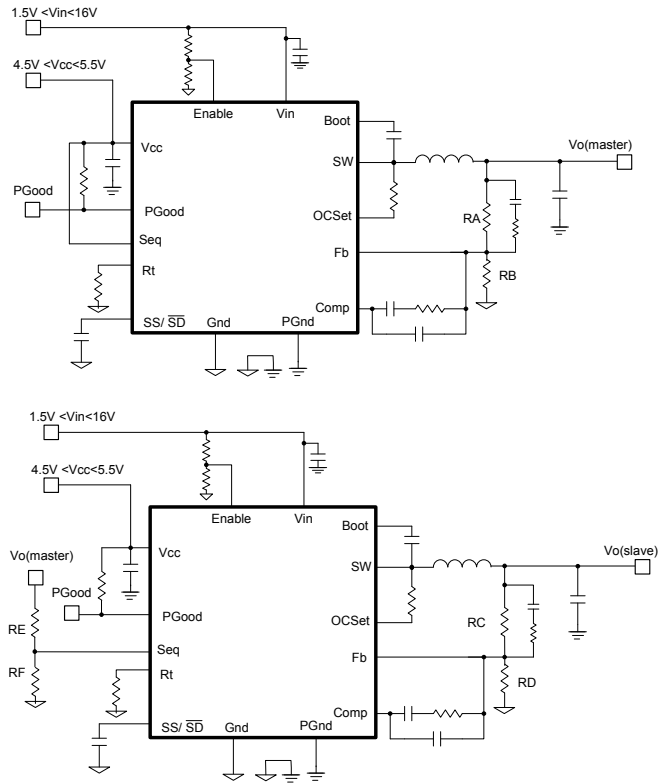 1.5V <Vin<16V
4.5V <Vcc<5.5V
Enable
Vin
Boot
Vcc
SW
Vo(master)
PGood
PGood
OCSet
RA
Seq
Fb
Rt
RB
Comp
SS/ SD
Gnd
PGnd
1.5V <Vin<16V
4.5V <Vcc<5.5V
Enable
Vin
Boot
Vo(master)
Vcc
SW
Vo(slave)
PGood
PGood
OCSet
RE
RC
Seq
Fb
RF
Rt
RD
Comp
SS/ SD
Gnd
PGnd